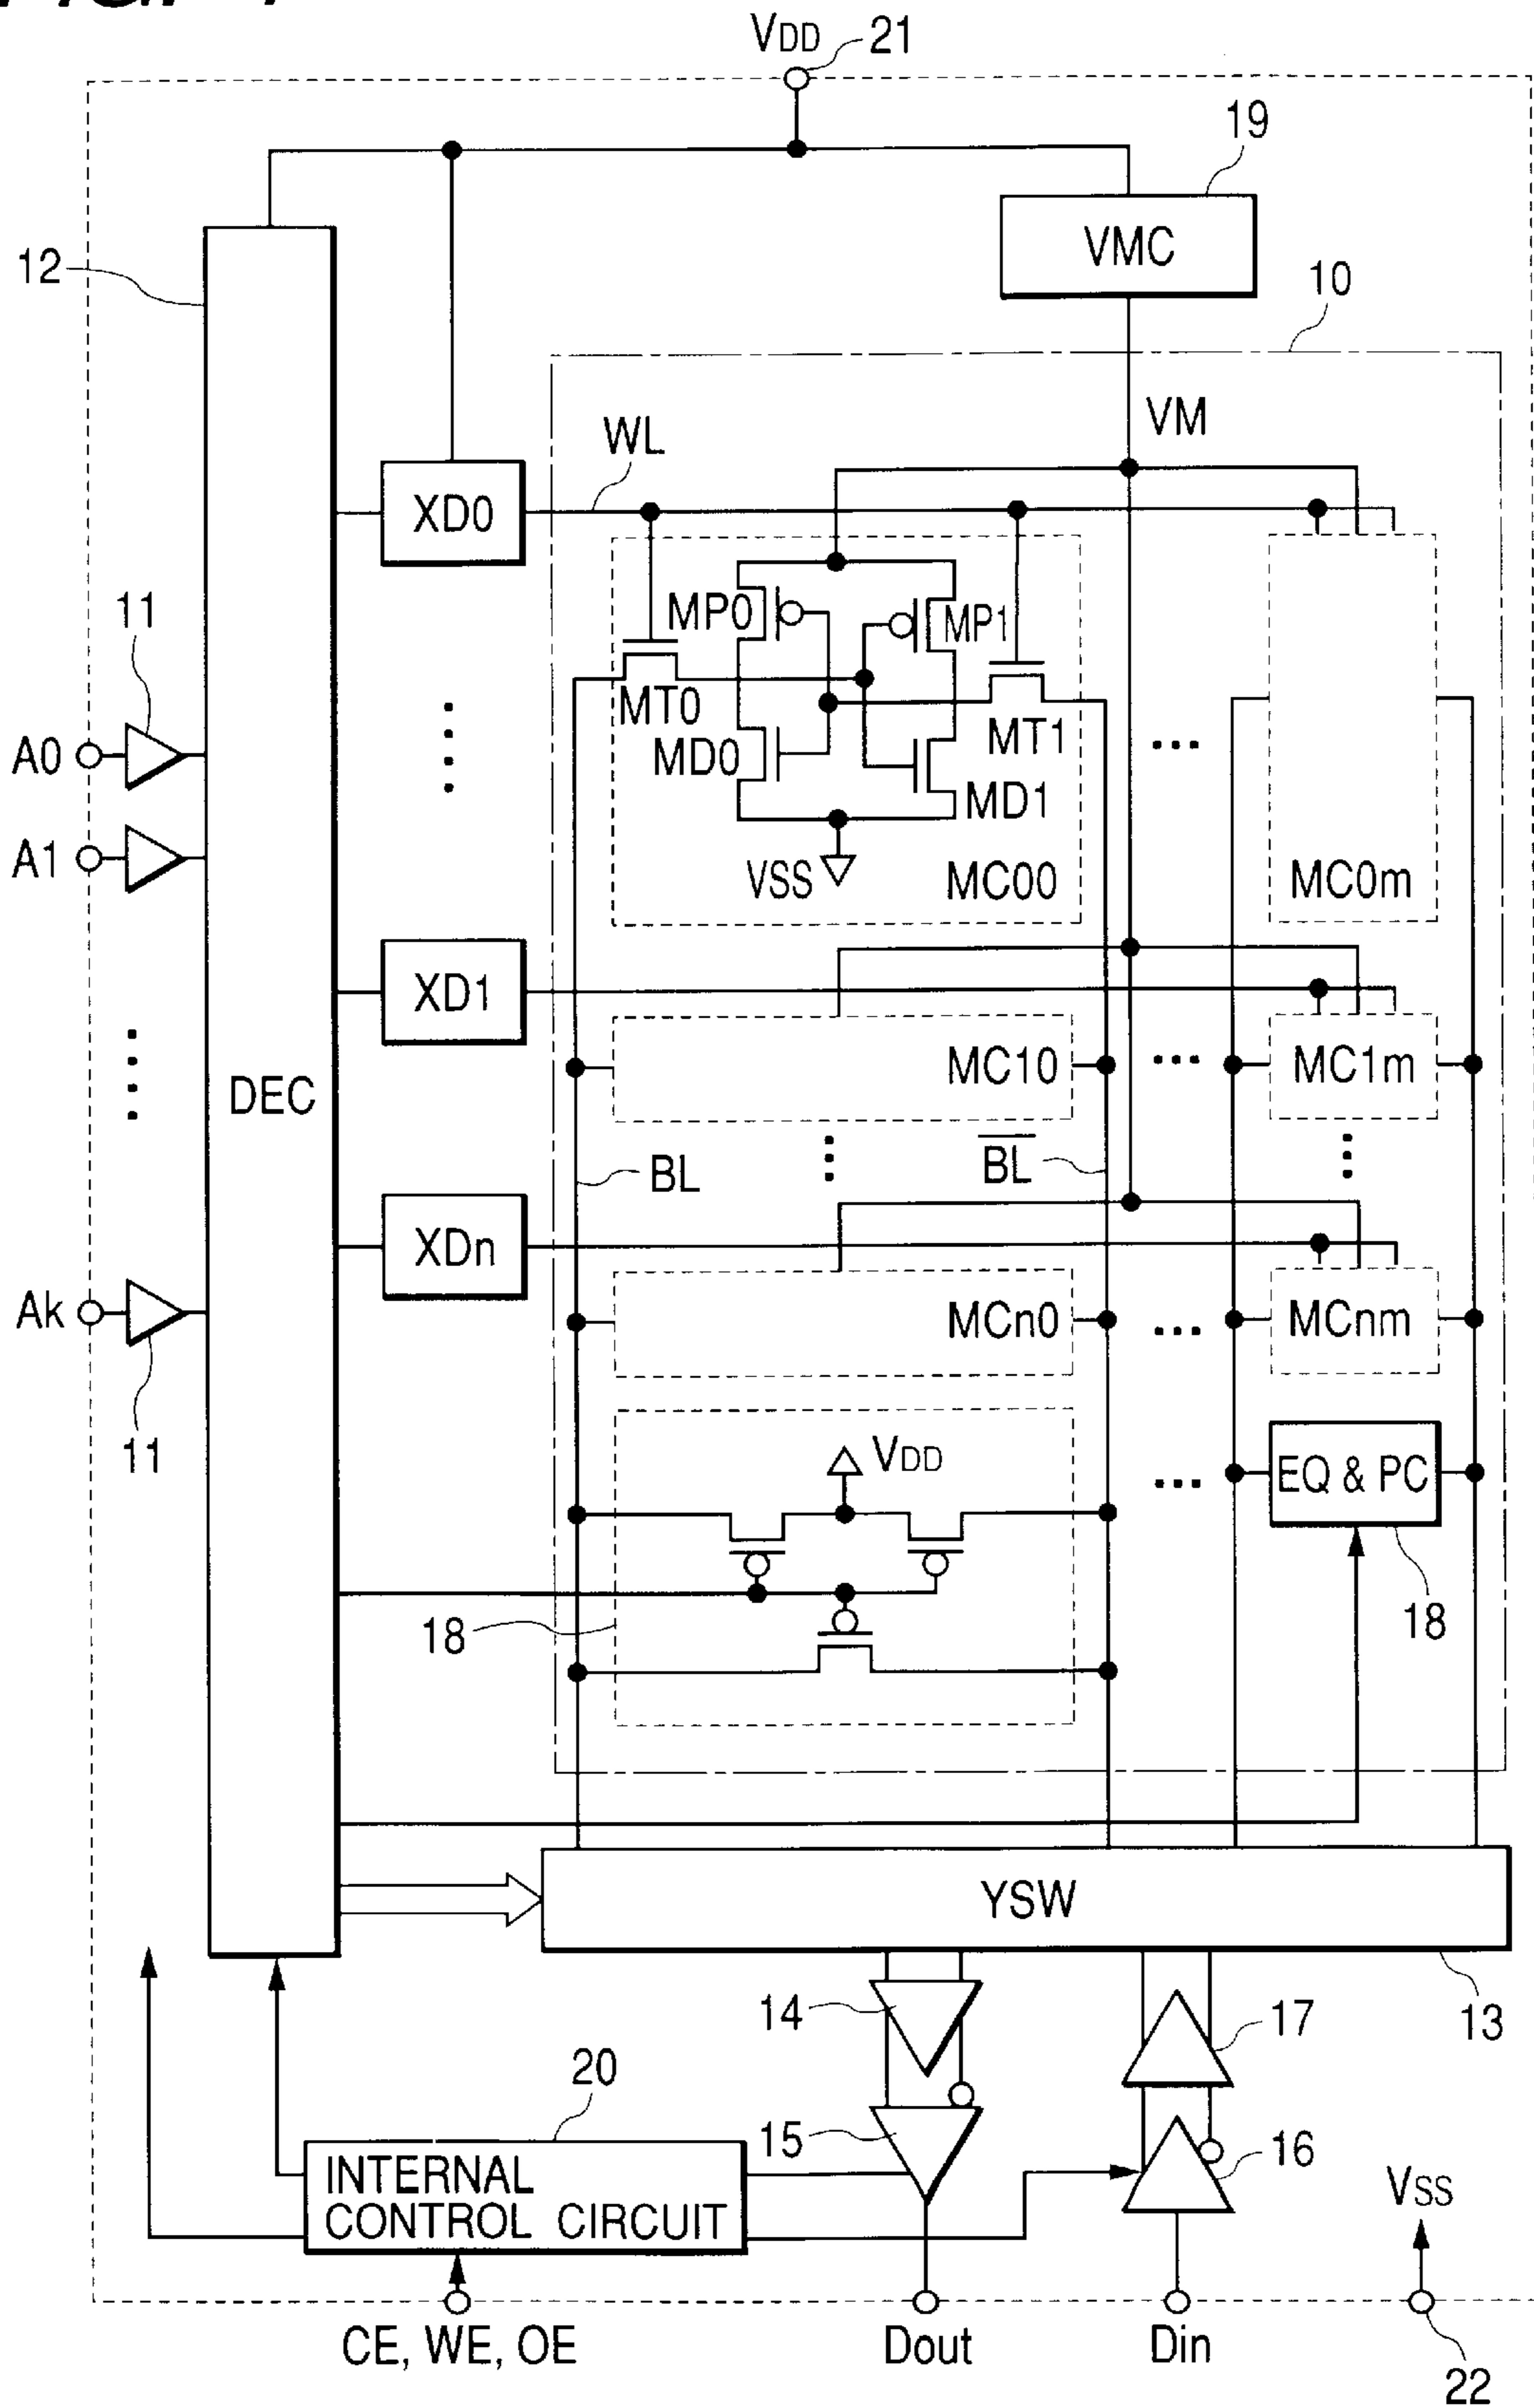 VDD 21
19
VMC
12
10
VM
WL
XD0
MP0 MP1
11
MT0
MT1
A0
MD0
MD1
A1
VSS MC00 MC0m
XD1
MC10 MC1m
DEC
BL BL
XDn
Ak
MCn0 MCnm
11
VDD
EQ & PC
18
18
YSW
14
17
13
20
15
16
INTERNAL
CONTROL CIRCUIT
VSS
CE, WE, OE Dout Din
22